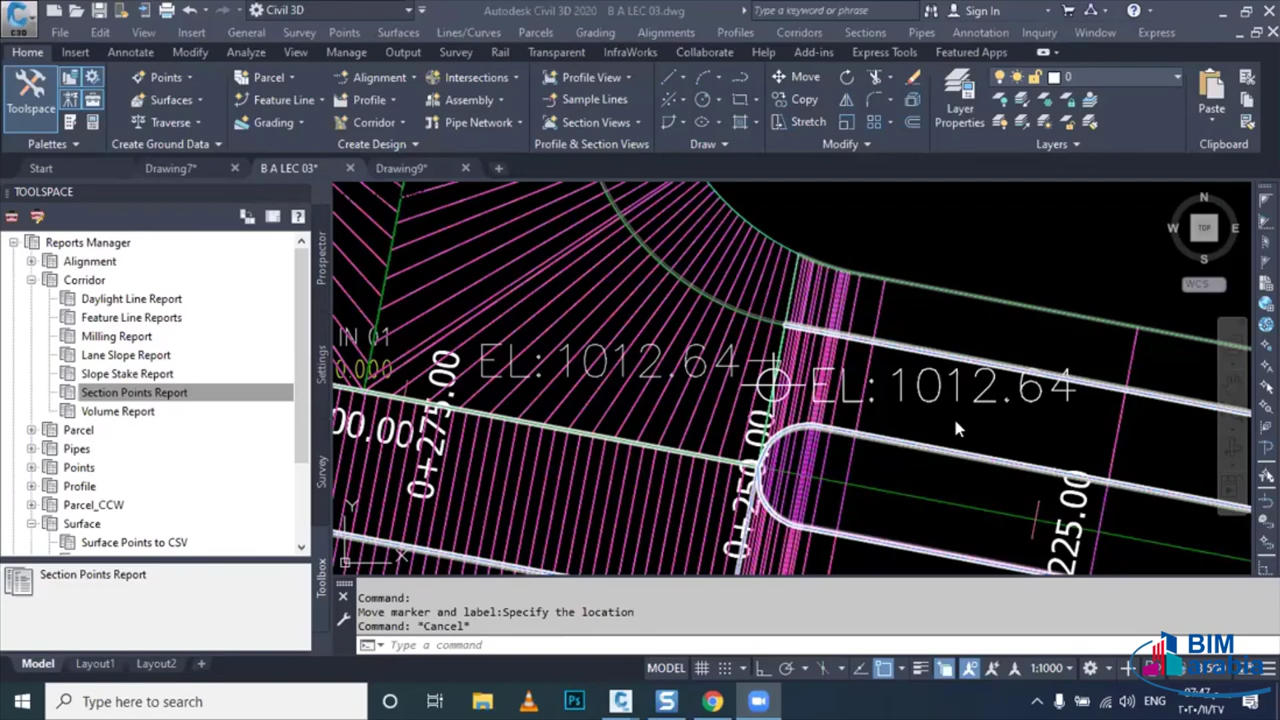 Civil 3D
Autodesk Civil 3D 2020 B A LEC 03.dwg
Type a keyword or phrase
Sign In
File Edit View Insert General Survey Points Surfaces Lines/Curves Parcels Grading Alignments Profiles Corridors Sections Pipes Annotation Inquiry Window Express
Home Insert Annotate Modify Analyze View Manage Output Survey Rail Transparent InfraWorks Collaborate Help Add-ins Express Tools Featured Apps
Toolspace
Points
Surfaces
Traverse
Parcel
Feature Line
Grading
Alignment
Profile
Corridor
Intersections
Assembly
Pipe Network
Profile View
Sample Lines
Section Views
Move
Copy
Stretch
Layer
Properties
0
Paste
Palettes Create Ground Data Create Design Profile & Section Views Draw Modify Layers Clipboard
Start Drawing7* B A LEC 03* Drawing9*
TOOLSPACE
Reports Manager
Alignment
Corridor
Daylight Line Report
Feature Line Reports
Milling Report
Lane Slope Report
Slope Stake Report
Section Points Report
Volume Report
Parcel
Pipes
Points
Profile
Parcel_CCW
Surface
Surface Points to CSV
Section Points Report
Prospector
Settings
Survey
Toolbox
IN 01
0.000
00.00
0+275.00
EL: 1012.64
EL: 1012.64
0+250.00
225.00
Y
X
N
W TOP E
S
WCS
Command:
Move marker and label:Specify the location
Command: *Cancel*
Type a command
Model Layout1 Layout2
MODEL
1:1000
BIM
arabia
Type here to search
ENG